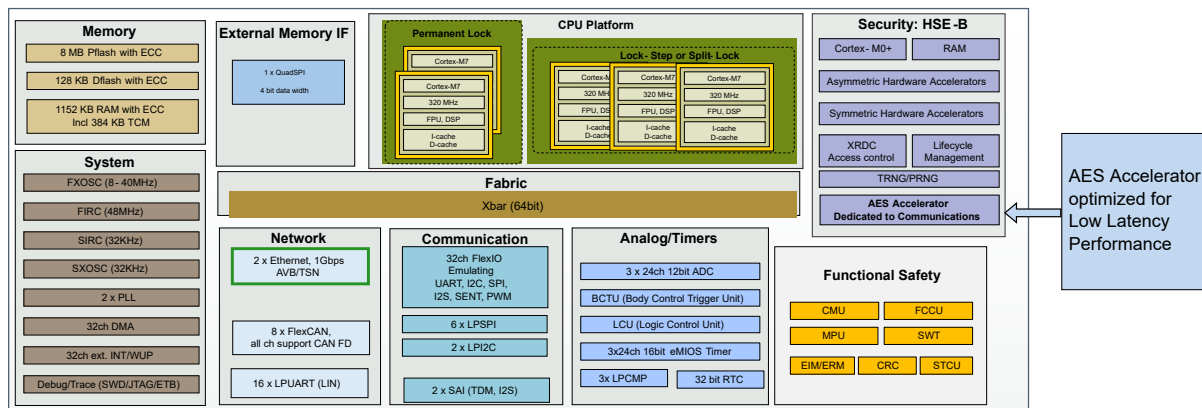 Memory
8 MB Pflash with ECC
128 KB Dflash with ECC
1152 KB RAM with ECC
Incl 384 KB TCM
System
FXOSC (8 - 40MHz)
FIRC (48MHz)
SIRC (32KHz)
SXOSC (32KHz)
2 x PLL
32ch DMA
32ch ext. INT/WUP
Debug/Trace (SWD/JTAG/ETB)
External Memory IF
1 x QuadSPI
4 bit data width
CPU Platform
Permanent Lock
Cortex-M7
Cortex-M7
320 MHz
FPU, DSP
I-cache
D-cache
Lock- Step or Split- Lock
Cortex-M7
320 MHz
FPU, DSP
I-cache
D-cache
Cortex-M7
320 MHz
FPU, DSP
I-cache
D-cache
Cortex-M7
320 MHz
FPU, DSP
I-cache
D-cache
Fabric
Xbar (64bit)
Network
2 x Ethernet, 1Gbps
AVB/TSN
8 x FlexCAN,
all ch support CAN FD
16 x LPUART (LIN)
Communication
32ch FlexIO
Emulating
UART, I2C, SPI,
I2S, SENT, PWM
6 x LPSPI
2 x LPI2C
2 x SAI (TDM, I2S)
Analog/Timers
3 x 24ch 12bit ADC
BCTU (Body Control Trigger Unit)
LCU (Logic Control Unit)
3x24ch 16bit eMIOS Timer
3x LPCMP
32 bit RTC
Security: HSE-B
Cortex- M0+
RAM
Asymmetric Hardware Accelerators
Symmetric Hardware Accelerators
XRDC
Access control
Lifecycle
Management
TRNG/PRNG
AES Accelerator
Dedicated to Communications
Functional Safety
CMU
FCCU
MPU
SWT
EIM/ERM
CRC
STCU
AES Accelerator
optimized for
Low Latency
Performance